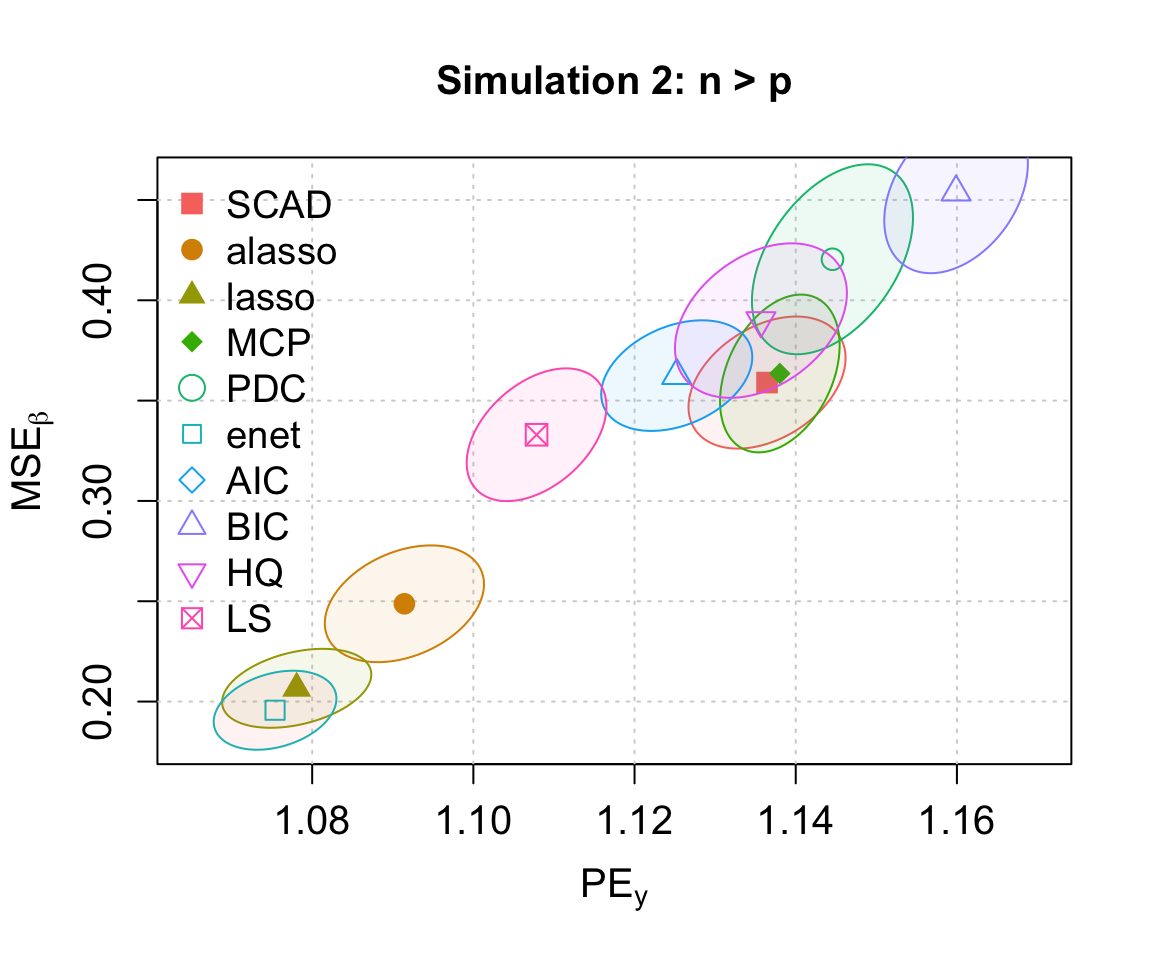 Simulation 2: n > p
SCAD
alasso
lasso
MCP
PDC
enet
AIC
BIC
HQ
LS
MSEβ
0.40
0.30
0.20
1.08 1.10 1.12 1.14 1.16
PEy